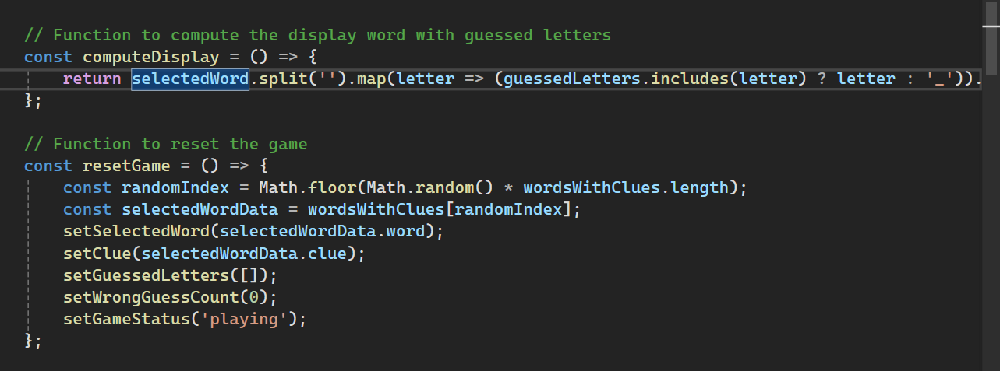 // Function to compute the display word with guessed letters
const computeDisplay = () => {
    return selectedWord.split('').map(letter => (guessedLetters.includes(letter) ? letter : '_')).
};

// Function to reset the game
const resetGame = () => {
    const randomIndex = Math.floor(Math.random() * wordsWithClues.length);
    const selectedWordData = wordsWithClues[randomIndex];
    setSelectedWord(selectedWordData.word);
    setClue(selectedWordData.clue);
    setGuessedLetters([]);
    setWrongGuessCount(0);
    setGameStatus('playing');
};